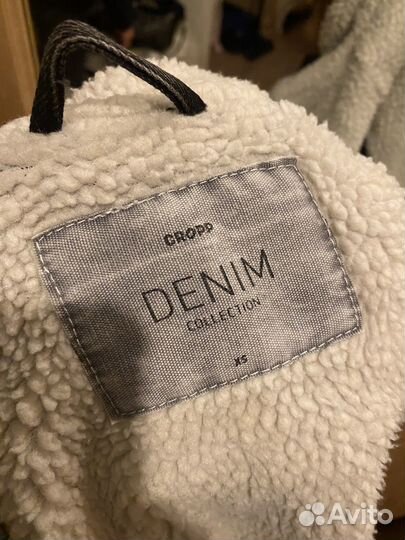 CROPP
DENIM
COLLECTION
XS
Avito